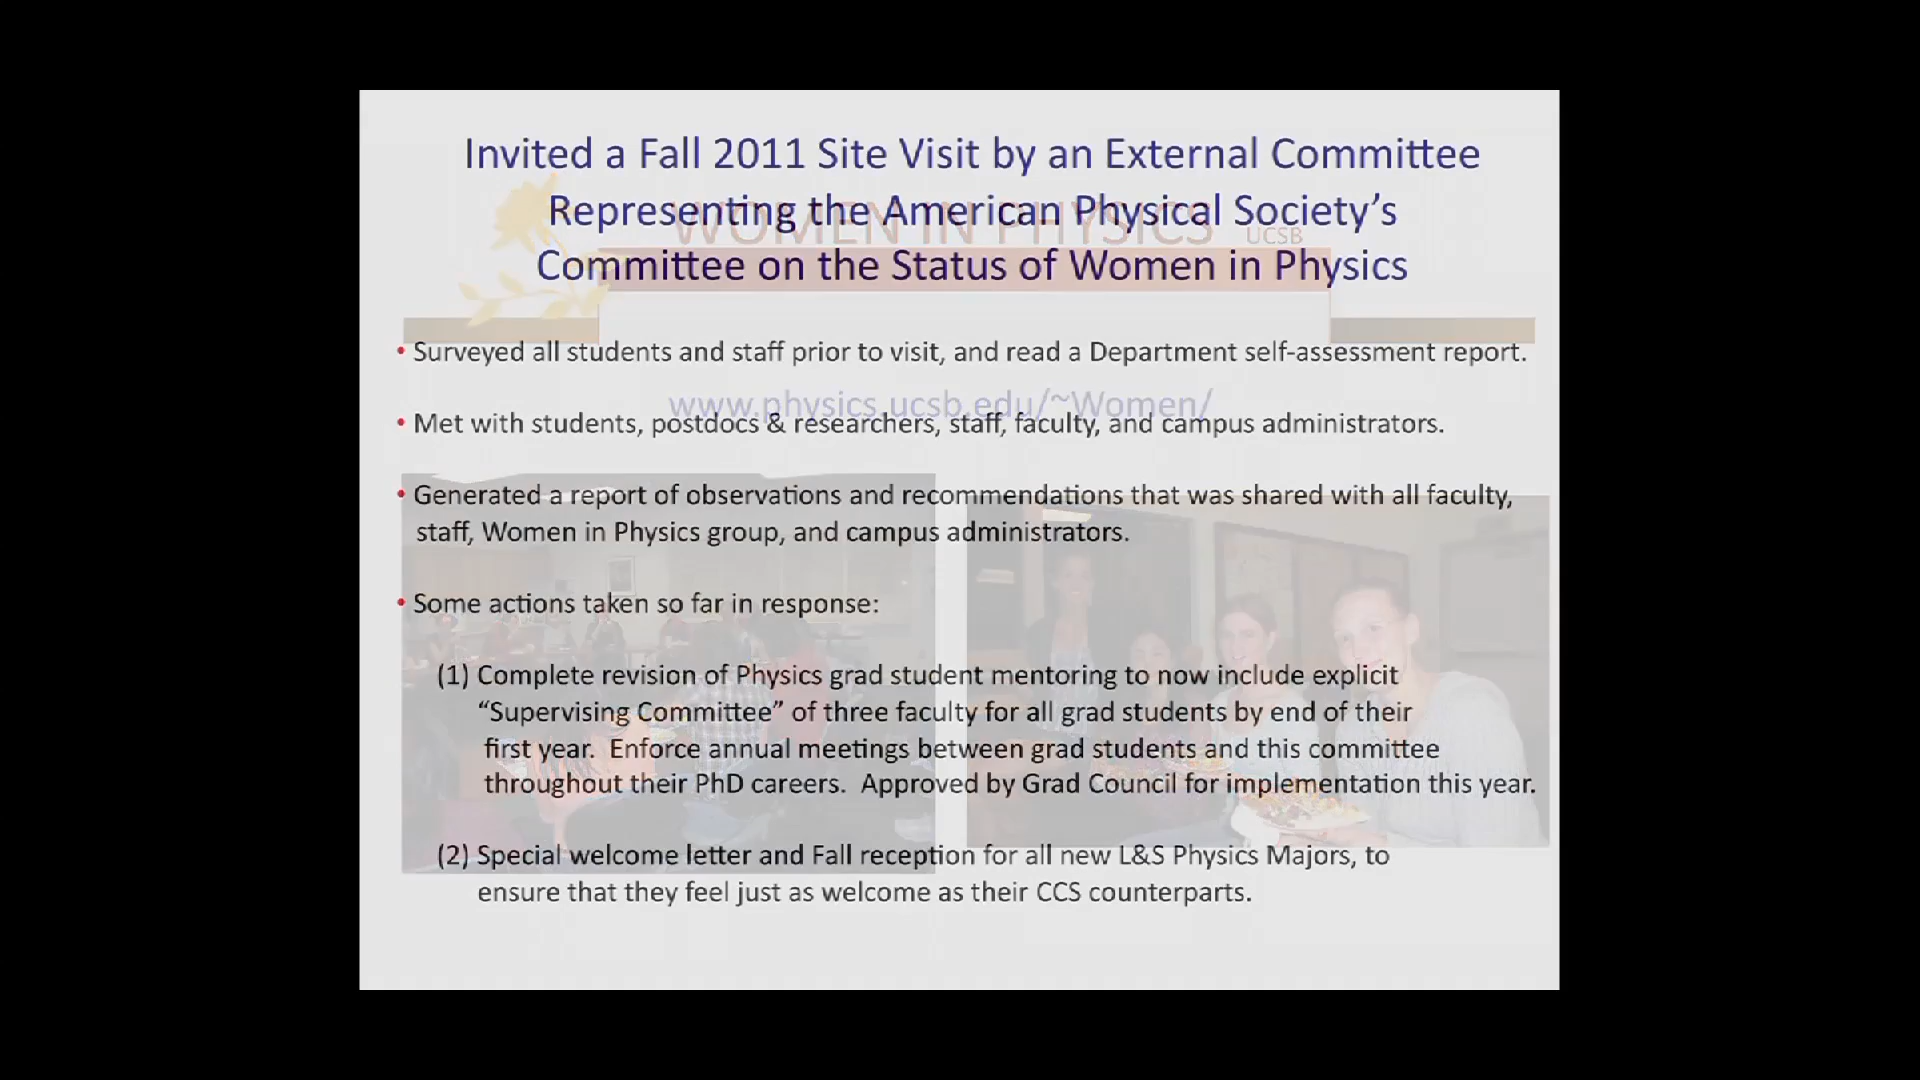 Invited a Fall 2011 Site Visit by an External Committee
Representing the American Physical Society's
Committee on the Status of Women in Physics
WOMEN IN PHYSICS UCSB
• Surveyed all students and staff prior to visit, and read a Department self-assessment report.
www.physics.ucsb.edu/~Women/
• Met with students, postdocs & researchers, staff, faculty, and campus administrators.
• Generated a report of observations and recommendations that was shared with all faculty,
staff, Women in Physics group, and campus administrators.
• Some actions taken so far in response:
(1) Complete revision of Physics grad student mentoring to now include explicit
“Supervising Committee” of three faculty for all grad students by end of their
first year. Enforce annual meetings between grad students and this committee
throughout their PhD careers. Approved by Grad Council for implementation this year.
(2) Special welcome letter and Fall reception for all new L&S Physics Majors, to
ensure that they feel just as welcome as their CCS counterparts.